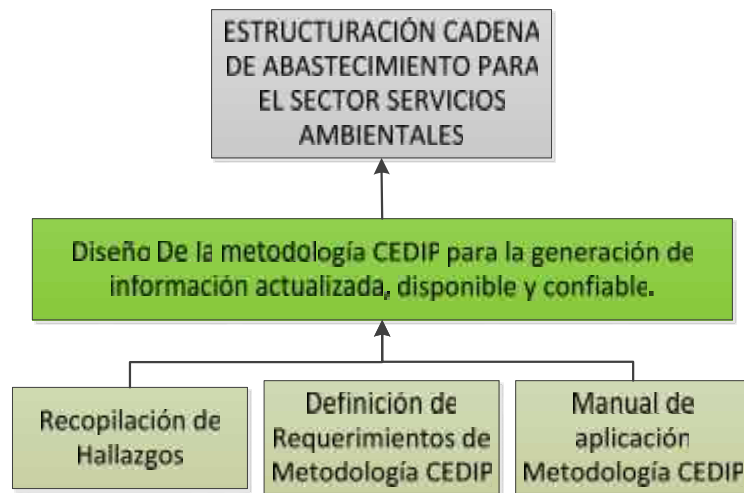 ESTRUCTURACIÓN CADENA
DE ABASTECIMIENTO PARA
EL SECTOR SERVICIOS
AMBIENTALES
Diseño De la metodología CEDIP para la generación de
información actualizada, disponible y confiable.
Recopilación de
Hallazgos
Definición de
Requerimientos de
Metodología CEDIP
Manual de
aplicación
Metodología CEDIP